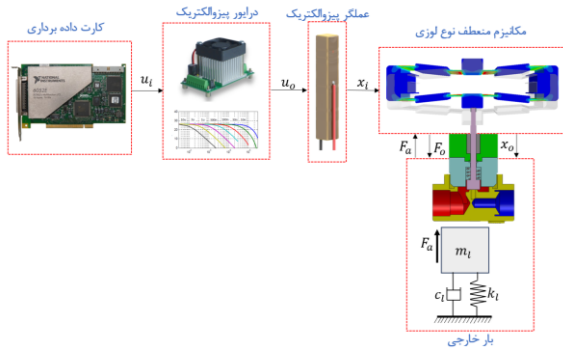 کارت داده برداری
درایور پیزوالکتریک
عملگر پیزوالکتریک
مکانیزم منعطف نوع لوزی
u_i
u_o
x_i
F_a
F_o
x_o
F_a
m_l
c_l
k_l
بار خارجی